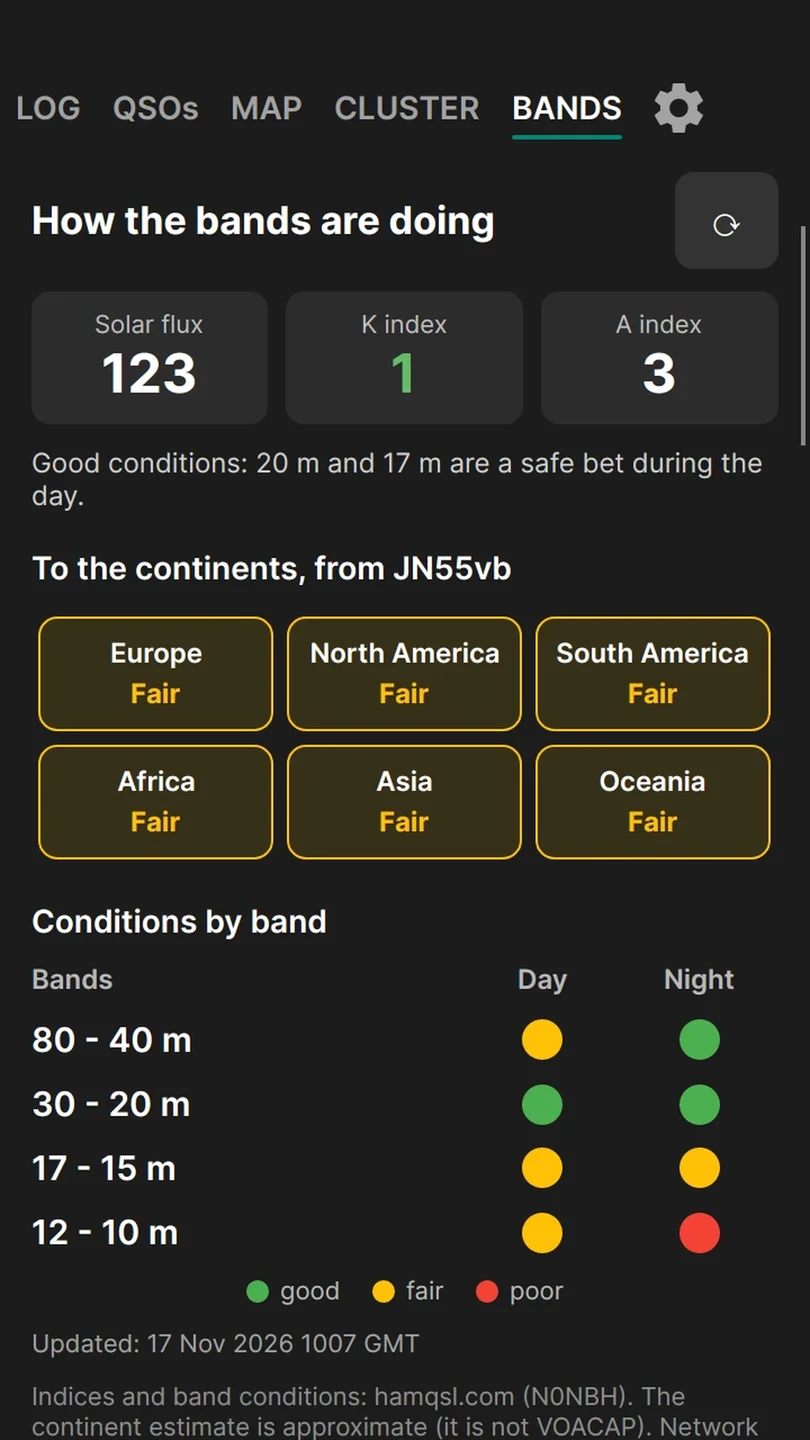 LOG QSOs MAP CLUSTER BANDS
How the bands are doing
Solar flux K index A index
123 1 3
Good conditions: 20 m and 17 m are a safe bet during the
day.
To the continents, from JN55vb
Europe North America South America
Fair Fair Fair
Africa Asia Oceania
Fair Fair Fair
Conditions by band
Bands Day Night
80 - 40 m
30 - 20 m
17 - 15 m
12 - 10 m
good fair poor
Updated: 17 Nov 2026 1007 GMT
Indices and band conditions: hamqsl.com (N0NBH). The
continent estimate is approximate (it is not VOACAP). Network